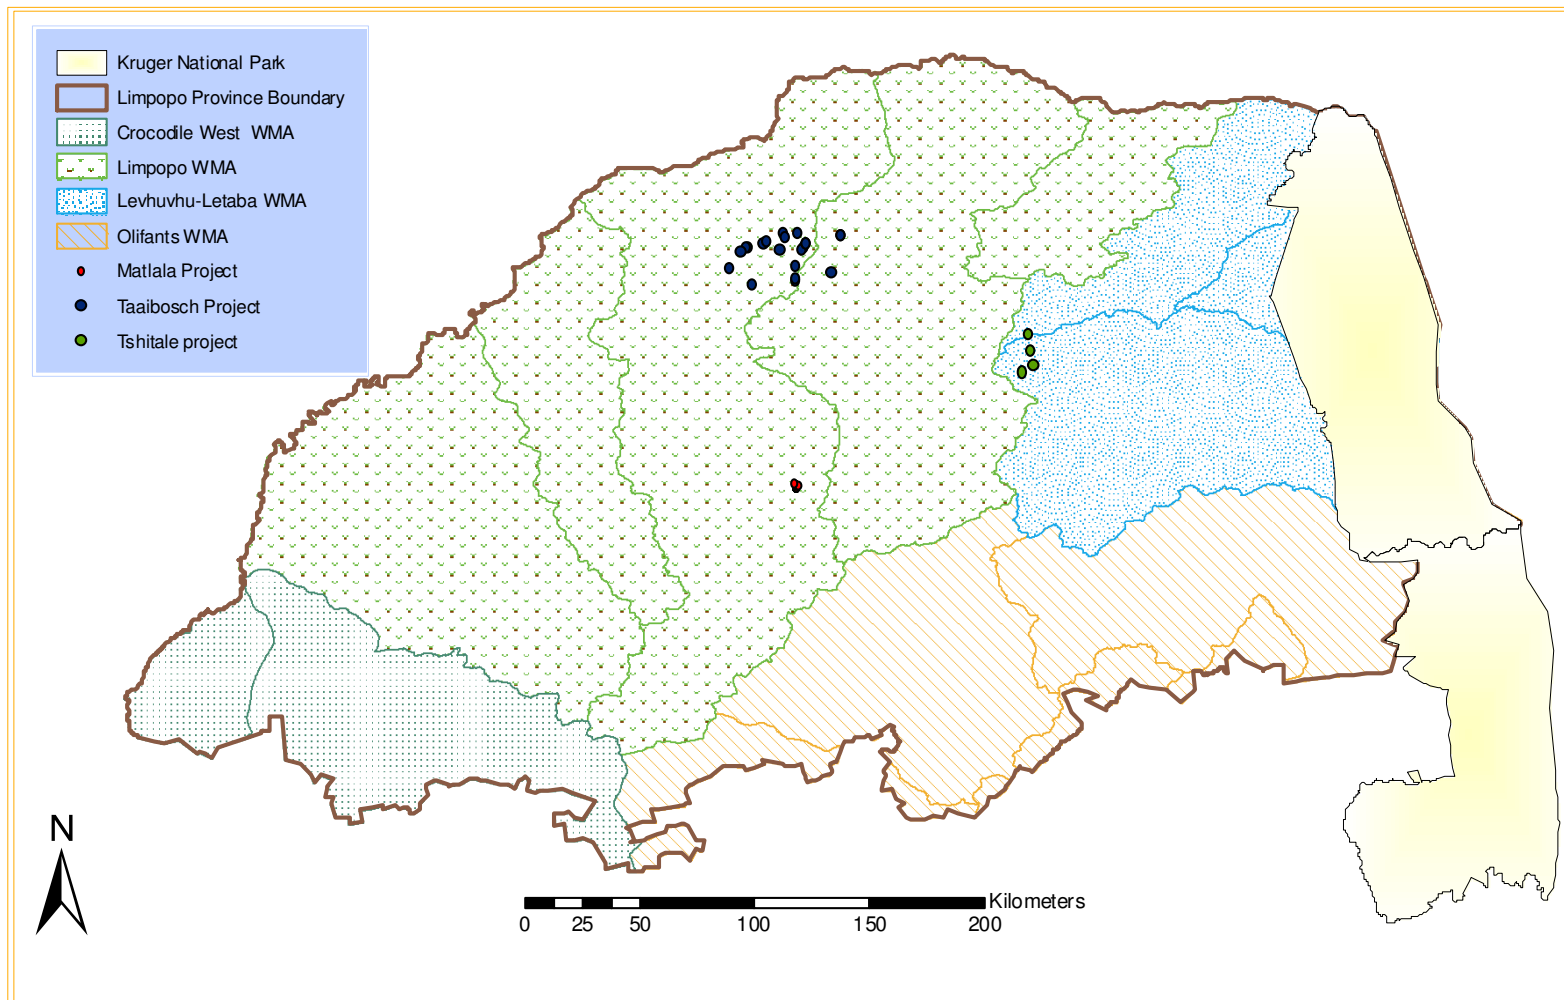 Kruger National Park
Limpopo Province Boundary
Crocodile West WMA
Limpopo WMA
Levhuvhu-Letaba WMA
Olifants WMA
Matlala Project
Taaibosch Project
Tshitale project
N
Kilometers
0 25 50 100 150 200